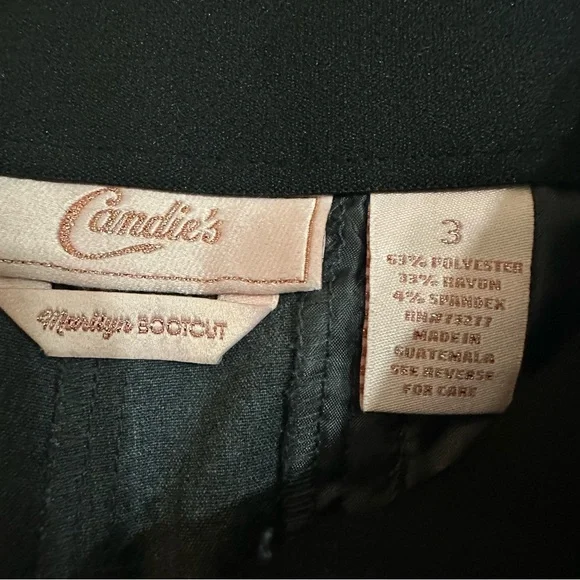 Candie's
Marilyn BOOTCUT
3
63% POLYESTER
33% RAYON
4% SPANDEX
RN#73277
MADE IN
GUATEMALA
SEE REVERSE
FOR CARE